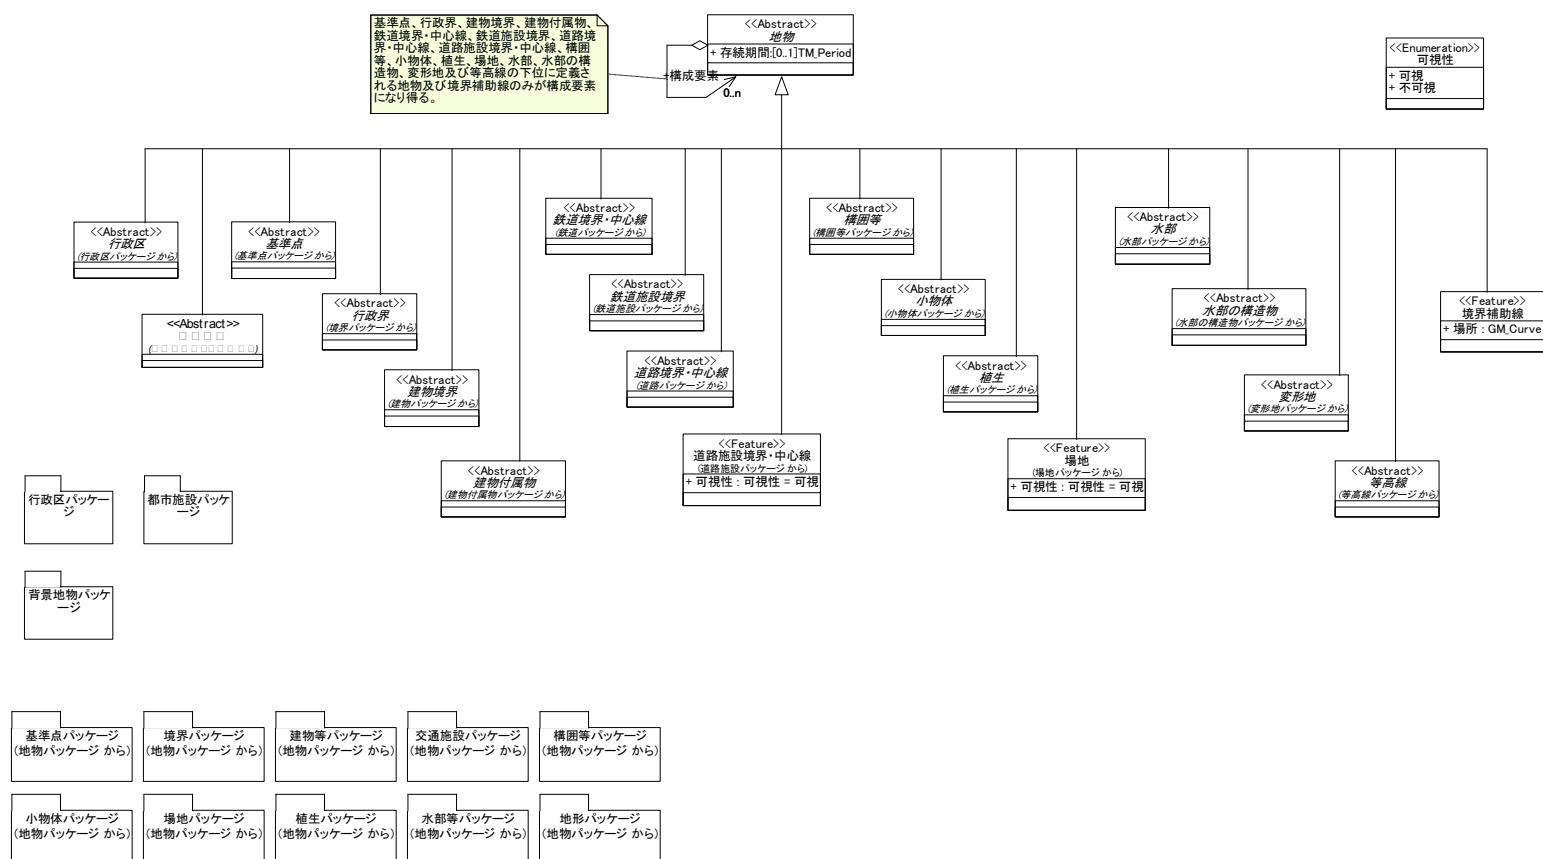 基準点、行政界、建物境界、建物付属物、
鉄道境界・中心線、鉄道施設境界、道路境
界・中心線、道路施設境界・中心線、構囲
等、小物体、植生、場地、水部、水部の構
造物、変形地及び等高線の下位に定義さ
れる地物及び境界補助線のみが構成要素
になり得る。
<<Abstract>>
地物
+ 存続期間:[0..1]TM_Period
+構成要素
0..n
<<Enumeration>>
可視性
+ 可視
+ 不可視
<<Abstract>>
行政区
(行政区パッケージ から)
<<Abstract>>
<<Abstract>>
基準点
(基準点パッケージ から)
<<Abstract>>
行政界
(境界パッケージ から)
<<Abstract>>
建物境界
(建物パッケージ から)
<<Abstract>>
建物付属物
(建物付属物パッケージ から)
<<Abstract>>
鉄道境界・中心線
(鉄道パッケージ から)
<<Abstract>>
鉄道施設境界
(鉄道施設パッケージ から)
<<Abstract>>
道路境界・中心線
(道路パッケージ から)
<<Feature>>
道路施設境界・中心線
(道路施設パッケージ から)
+ 可視性 : 可視性 = 可視
<<Abstract>>
構囲等
(構囲等パッケージ から)
<<Abstract>>
小物体
(小物体パッケージ から)
<<Abstract>>
植生
(植生パッケージ から)
<<Feature>>
場地
(場地パッケージ から)
+ 可視性 : 可視性 = 可視
<<Abstract>>
水部
(水部パッケージ から)
<<Abstract>>
水部の構造物
(水部の構造物パッケージ から)
<<Abstract>>
変形地
(変形地パッケージ から)
<<Abstract>>
等高線
(等高線パッケージ から)
<<Feature>>
境界補助線
+ 場所 : GM_Curve
行政区パッケー
ジ
都市施設パッケ
ージ
背景地物パッケ
ージ
基準点パッケージ
(地物パッケージ から)
境界パッケージ
(地物パッケージ から)
建物等パッケージ
(地物パッケージ から)
交通施設パッケージ
(地物パッケージ から)
構囲等パッケージ
(地物パッケージ から)
小物体パッケージ
(地物パッケージ から)
場地パッケージ
(地物パッケージ から)
植生パッケージ
(地物パッケージ から)
水部等パッケージ
(地物パッケージ から)
地形パッケージ
(地物パッケージ から)